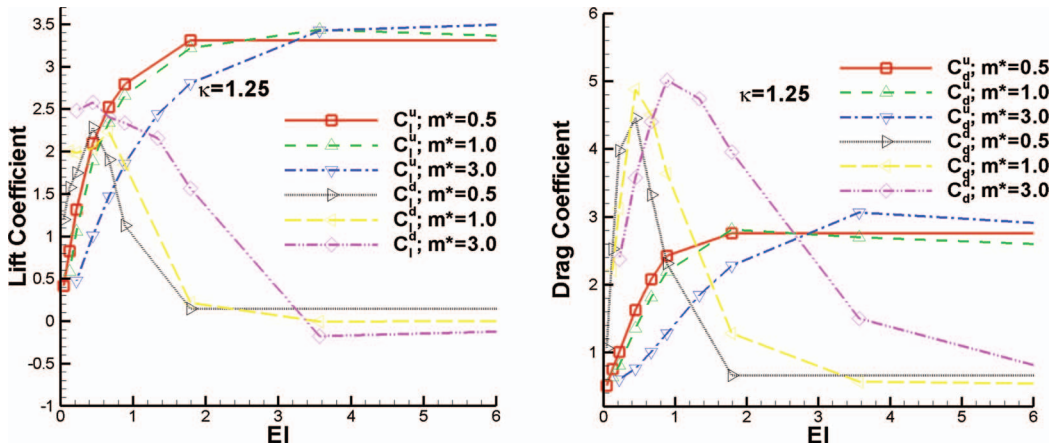 Lift Coefficient
3.5
3
2.5
2
1.5
1
0.5
0
-0.5
-1
κ=1.25
C_l^u; m*=0.5
C_l^u; m*=1.0
C_l^u; m*=3.0
C_l^d; m*=0.5
C_l^d; m*=1.0
C_l^d; m*=3.0
0 1 2 3 4 5 6
EI
Drag Coefficient
6
5
4
3
2
1
κ=1.25
C_d^u; m*=0.5
C_d^u; m*=1.0
C_d^u; m*=3.0
C_d^d; m*=0.5
C_d^d; m*=1.0
C_d^d; m*=3.0
0 1 2 3 4 5 6
EI